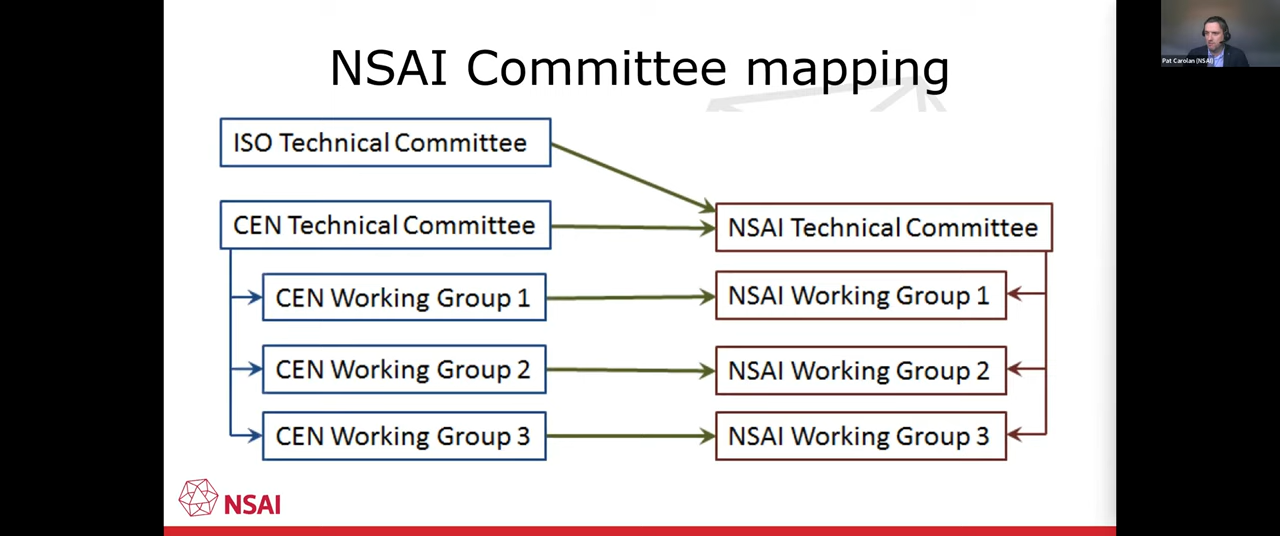 NSAI Committee mapping
Pat Carolan (NSAI)
ISO Technical Committee
CEN Technical Committee
NSAI Technical Committee
CEN Working Group 1
NSAI Working Group 1
CEN Working Group 2
NSAI Working Group 2
CEN Working Group 3
NSAI Working Group 3
NSAI